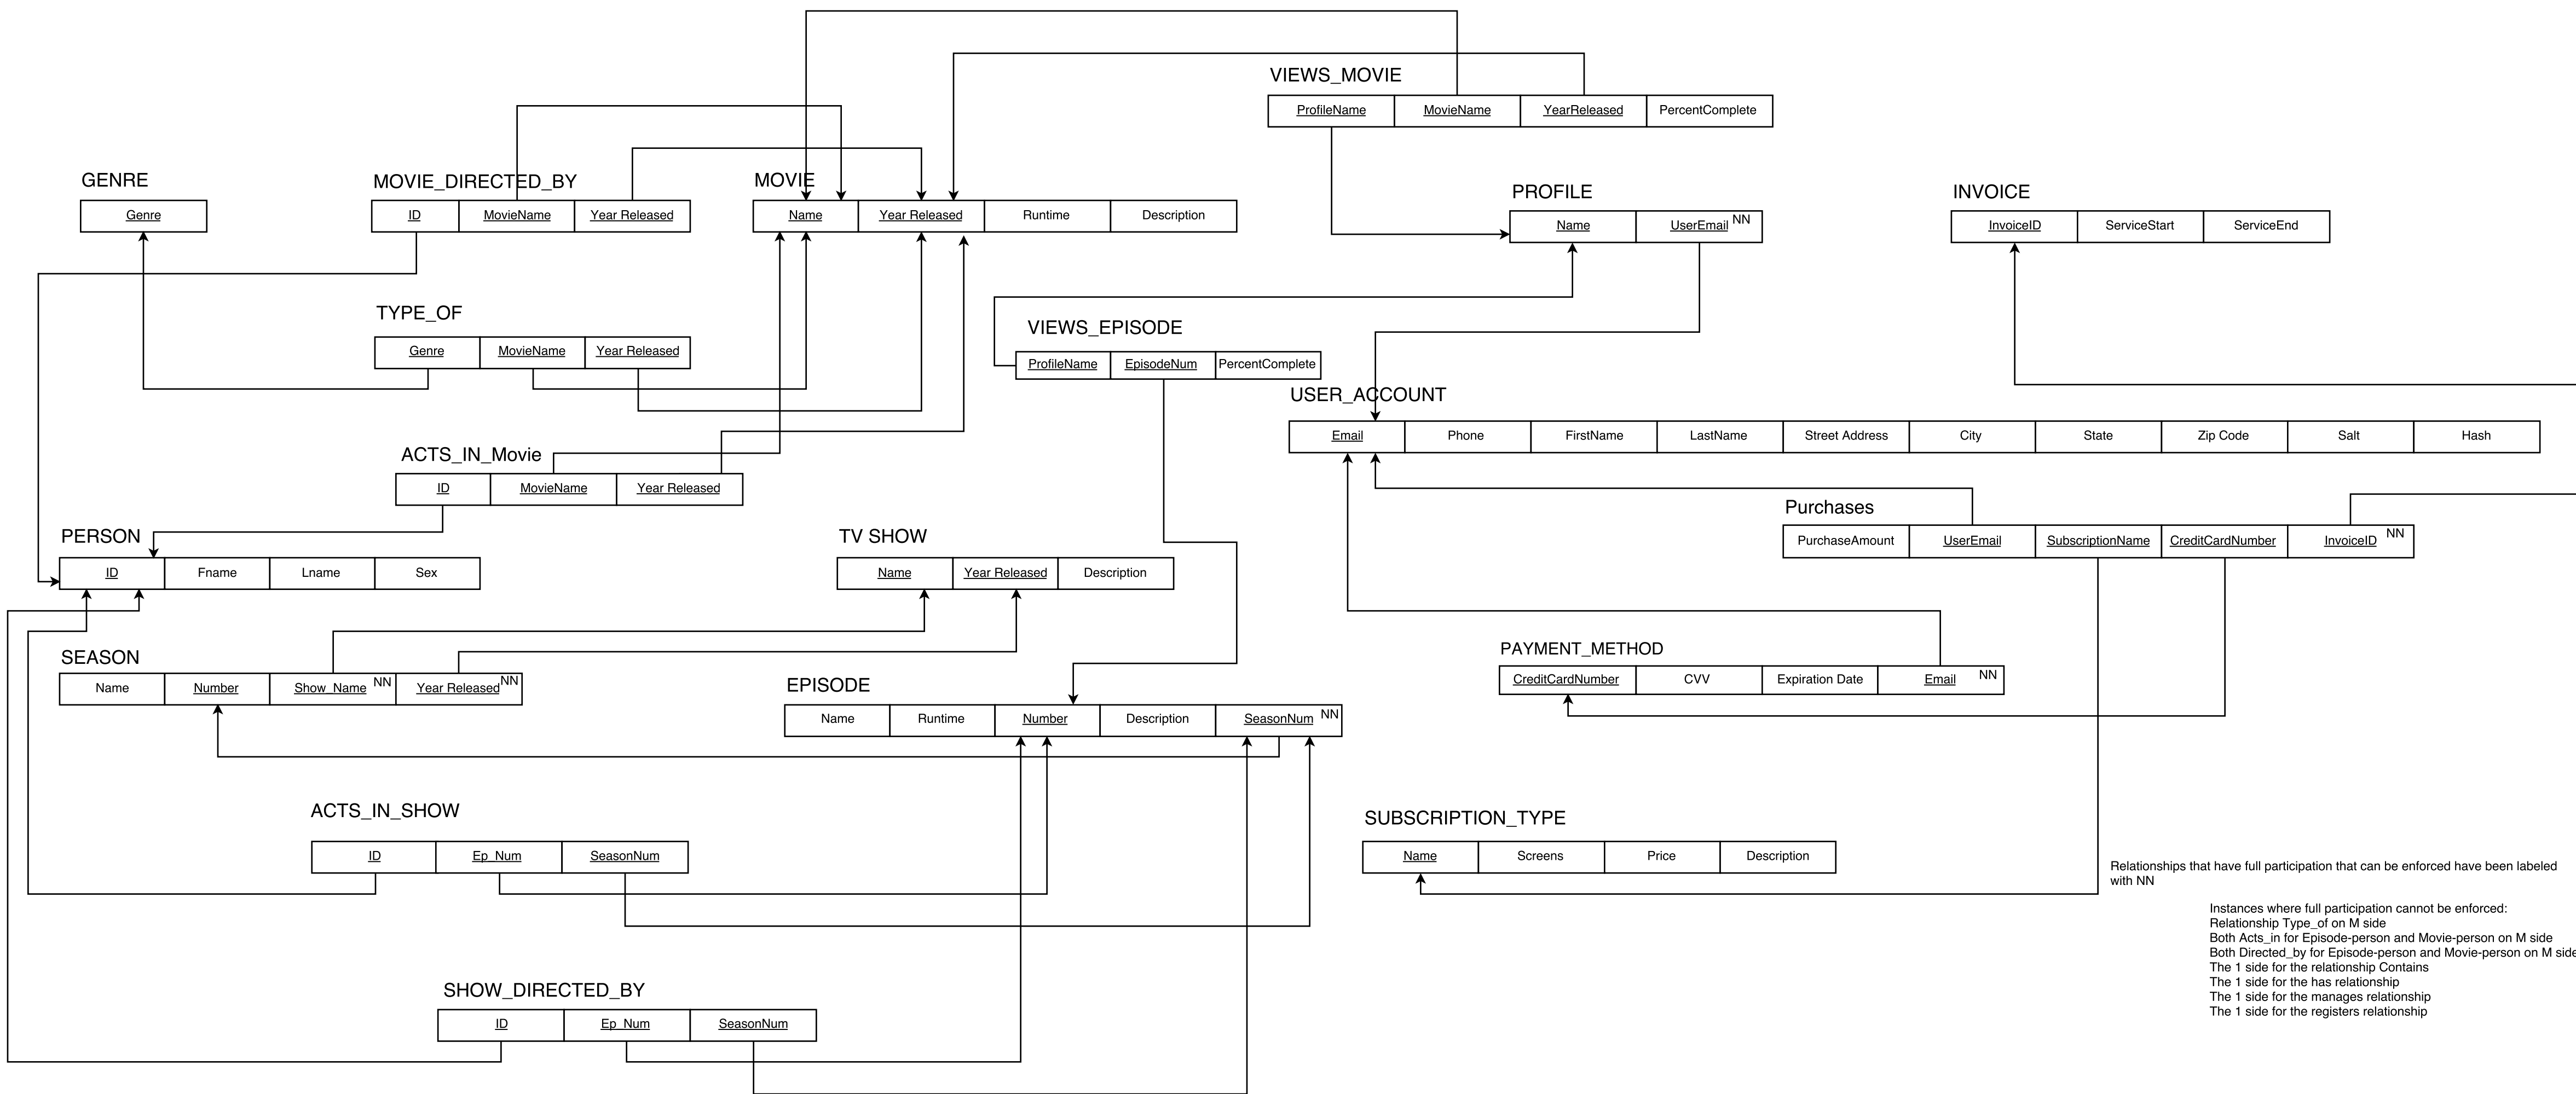 VIEWS_MOVIE
ProfileName MovieName YearReleased PercentComplete
GENRE
Genre
MOVIE_DIRECTED_BY
ID MovieName Year Released
MOVIE
Name Year Released Runtime Description
PROFILE
Name UserEmail NN
INVOICE
InvoiceID ServiceStart ServiceEnd
TYPE_OF
Genre MovieName Year Released
VIEWS_EPISODE
ProfileName EpisodeNum PercentComplete
USER_ACCOUNT
Email Phone FirstName LastName Street Address City State Zip Code Salt Hash
ACTS_IN_Movie
ID MovieName Year Released
Purchases
PurchaseAmount UserEmail SubscriptionName CreditCardNumber InvoiceID NN
PERSON
ID Fname Lname Sex
TV SHOW
Name Year Released Description
SEASON
Name Number Show_Name NN Year Released NN
PAYMENT_METHOD
CreditCardNumber CVV Expiration Date Email NN
EPISODE
Name Runtime Number Description SeasonNum NN
ACTS_IN_SHOW
ID Ep_Num SeasonNum
SUBSCRIPTION_TYPE
Name Screens Price Description
Relationships that have full participation that can be enforced have been labeled
with NN
Instances where full participation cannot be enforced:
Relationship Type_of on M side
Both Acts_in for Episode-person and Movie-person on M side
Both Directed_by for Episode-person and Movie-person on M side
The 1 side for the relationship Contains
The 1 side for the has relationship
The 1 side for the manages relationship
The 1 side for the registers relationship
SHOW_DIRECTED_BY
ID Ep_Num SeasonNum